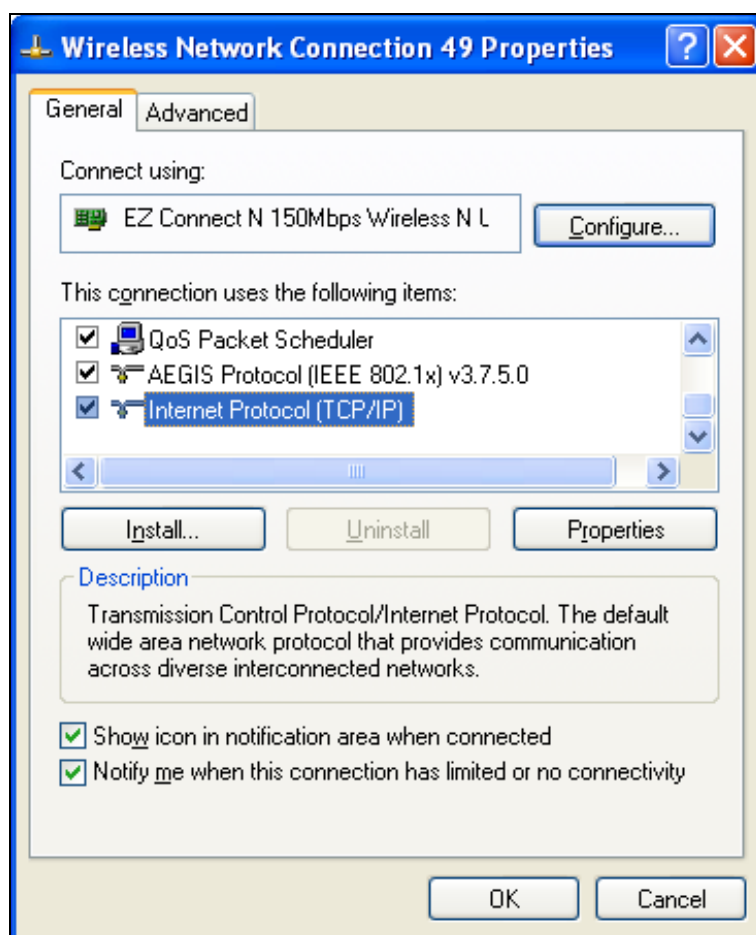 Wireless Network Connection 49 Properties
General Advanced
Connect using:
EZ Connect N 150Mbps Wireless N
Configure...
This connection uses the following items:
QoS Packet Scheduler
AEGIS Protocol (IEEE 802.1x) v3.7.5.0
Internet Protocol (TCP/IP)
Install... Uninstall Properties
Description
Transmission Control Protocol/Internet Protocol. The default
wide area network protocol that provides communication
across diverse interconnected networks.
Show icon in notification area when connected
Notify me when this connection has limited or no connectivity
OK Cancel